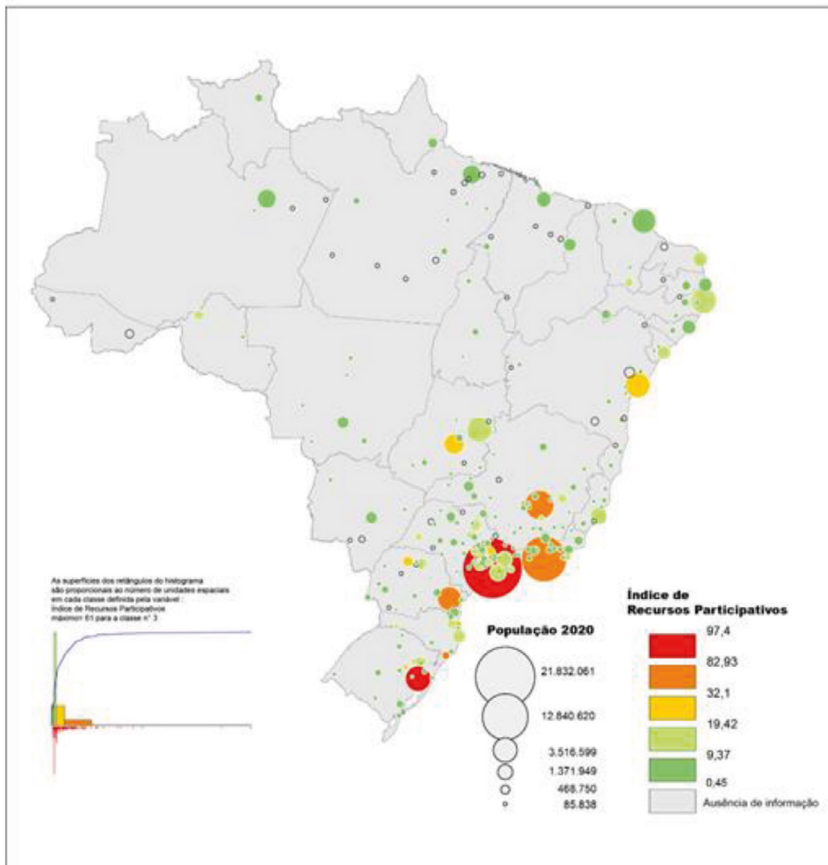 As superfícies dos retângulos do histograma
são proporcionais ao número de unidades espaciais
em cada classe definida pela variável :
Índice de Recursos Participativos
máximo= 61 para a classe n° 3
População 2020
21.832.061
12.840.620
3.516.599
1.371.949
468.750
85.838
Índice de
Recursos Participativos
97,4
82,93
32,1
19,42
9,37
0,45
Ausência de informação